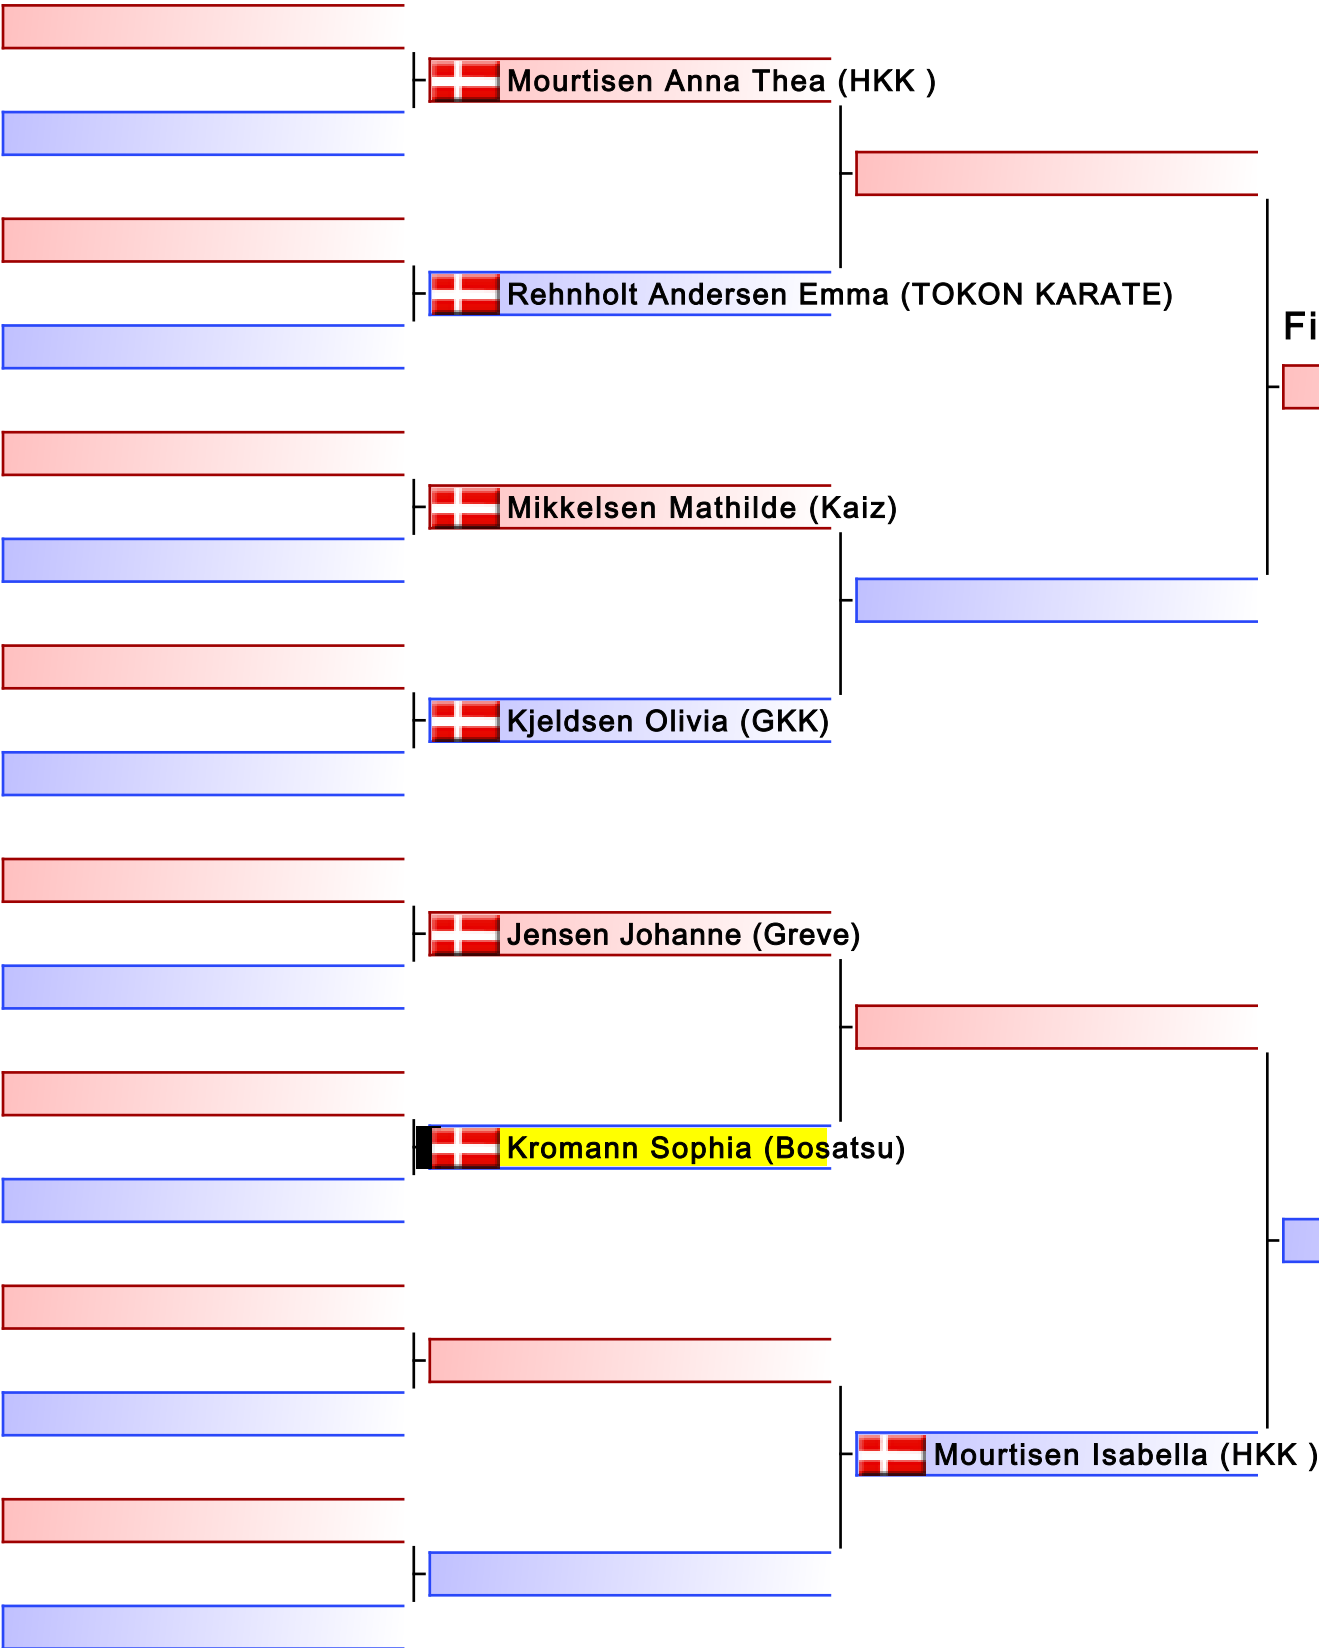 Mourtisen Anna Thea (HKK )
Rehnholt Andersen Emma (TOKON KARATE)
Fi
Mikkelsen Mathilde (Kaiz)
Kjeldsen Olivia (GKK)
Jensen Johanne (Greve)
Kromann Sophia (Bosatsu)
Mourtisen Isabella (HKK )